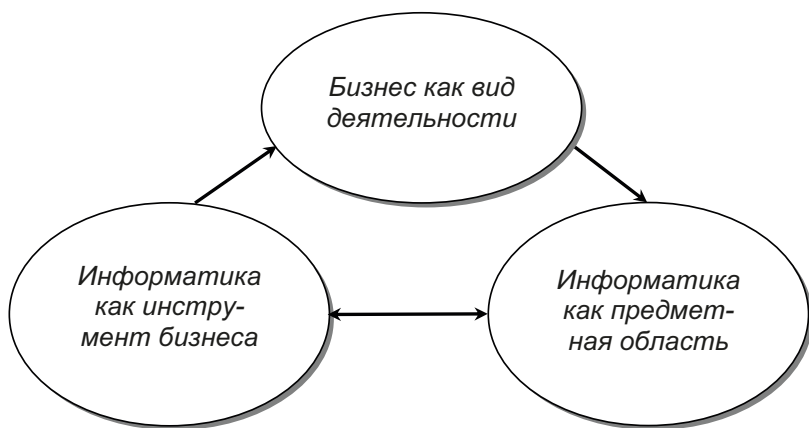 Бизнес как вид
деятельности
Информатика
как инстру-
мент бизнеса
Информатика
как предмет-
ная область